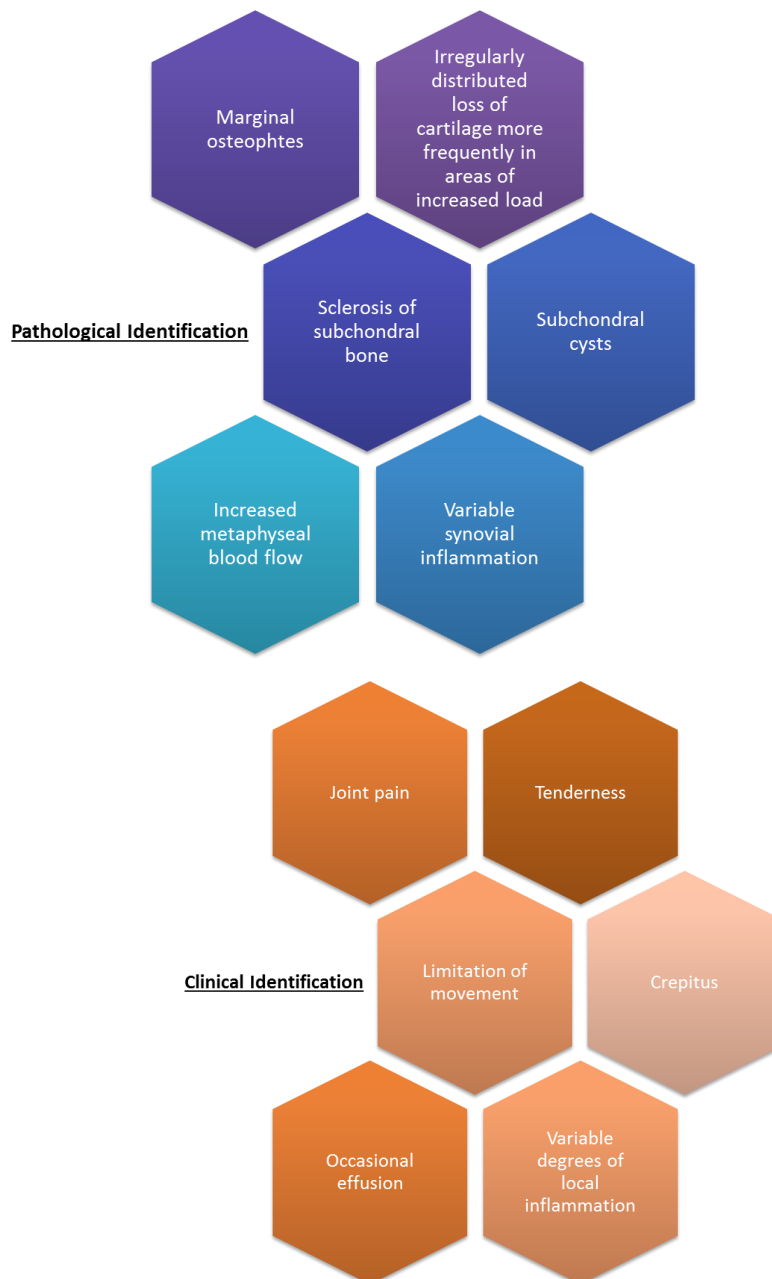 Marginal
osteophtes
Irregularly
distributed
loss of
cartilage more
frequently in
areas of
increased load
Pathological Identification
Sclerosis of
subchondral
bone
Subchondral
cysts
Increased
metaphyseal
blood flow
Variable
synovial
inflammation
Joint pain
Tenderness
Clinical Identification
Limitation of
movement
Crepitus
Occasional
effusion
Variable
degrees of
local
inflammation